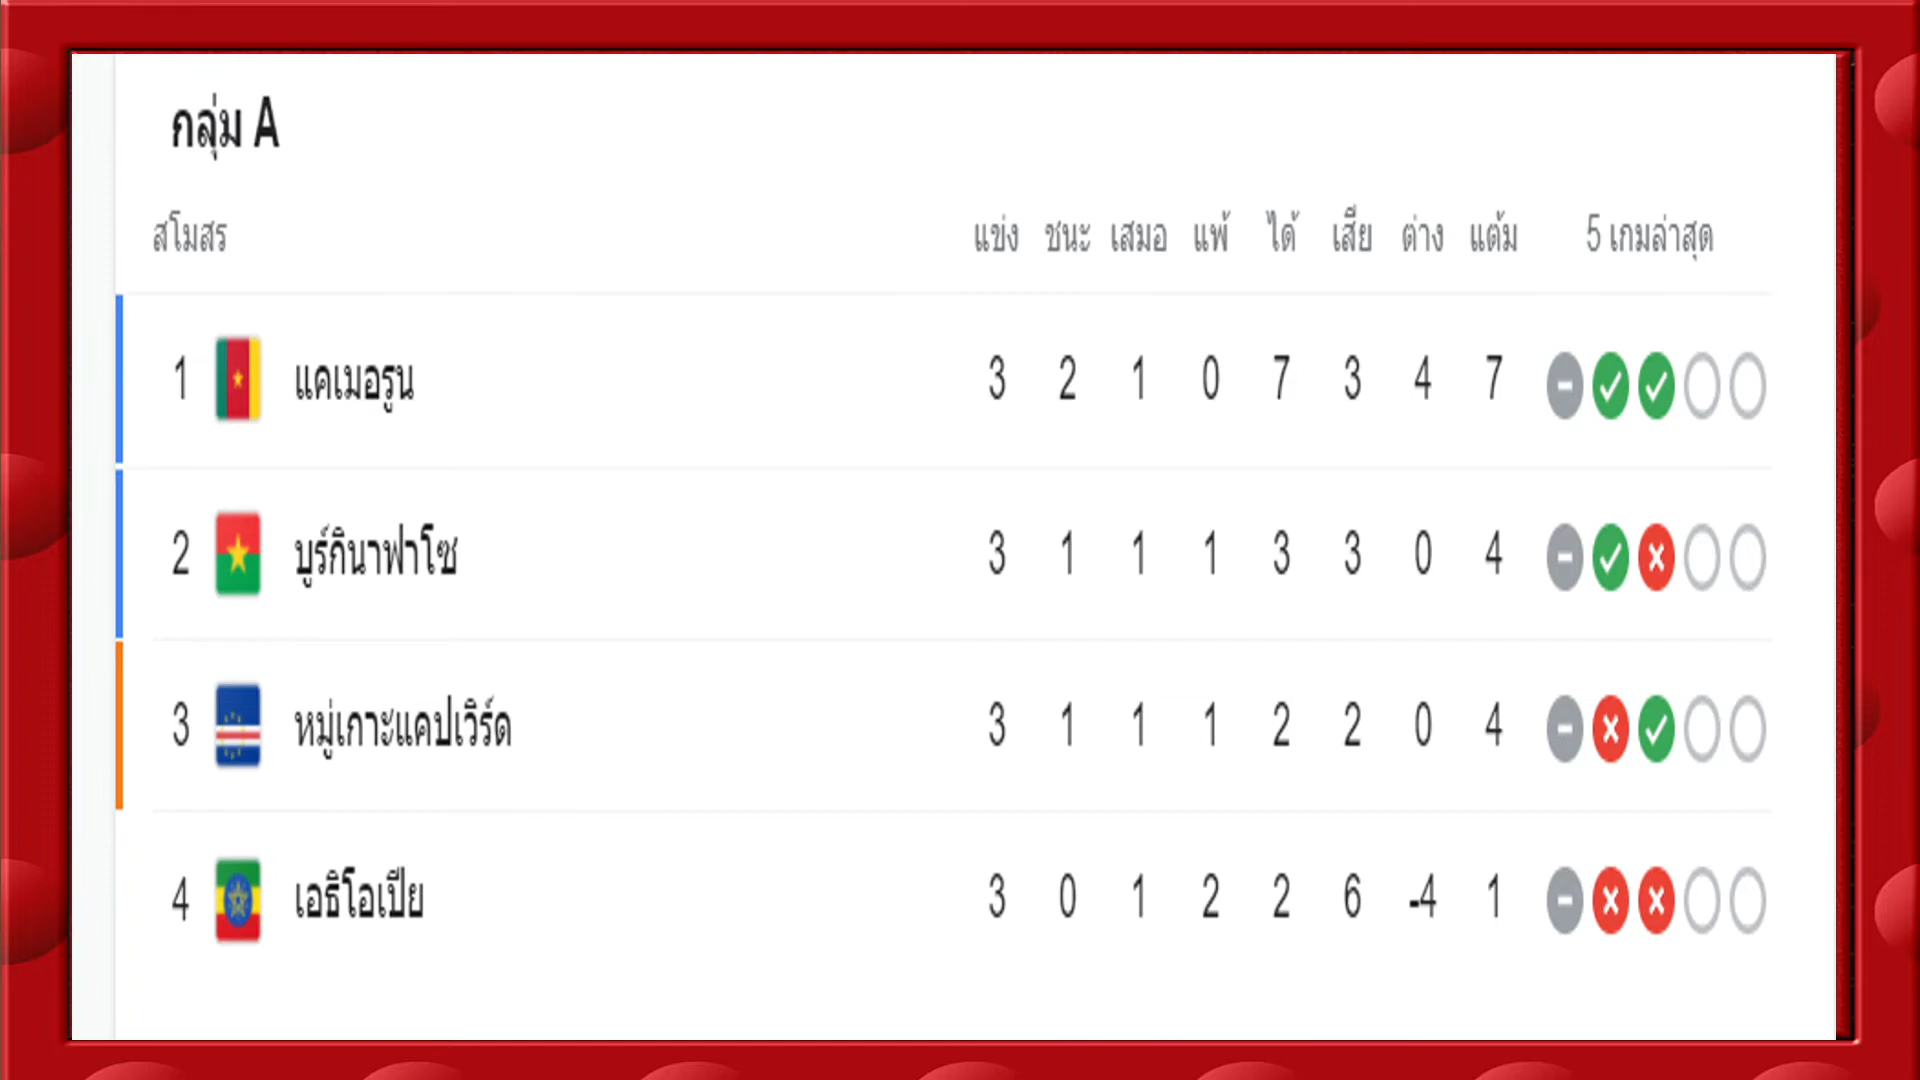 กลุ่ม A
สโมสร แข่ง ชนะ เสมอ แพ้ ได้ เสีย ต่าง แต้ม 5 เกมล่าสุด
1 แคเมอรูน 3 2 1 0 7 3 4 7
2 บูร์กินาฟาโซ 3 1 1 1 3 3 0 4
3 หมู่เกาะแคปเวิร์ด 3 1 1 1 2 2 0 4
4 เอธิโอเปีย 3 0 1 2 2 6 -4 1